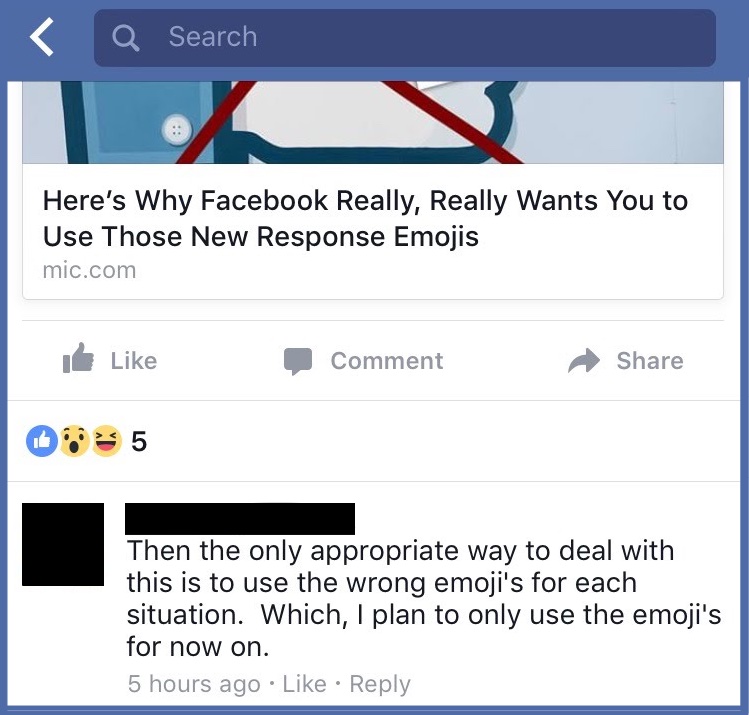 Search
Here’s Why Facebook Really, Really Wants You to
Use Those New Response Emojis
mic.com
Like Comment Share
5
Then the only appropriate way to deal with
this is to use the wrong emoji's for each
situation.  Which, I plan to only use the emoji's
for now on.
5 hours ago · Like · Reply